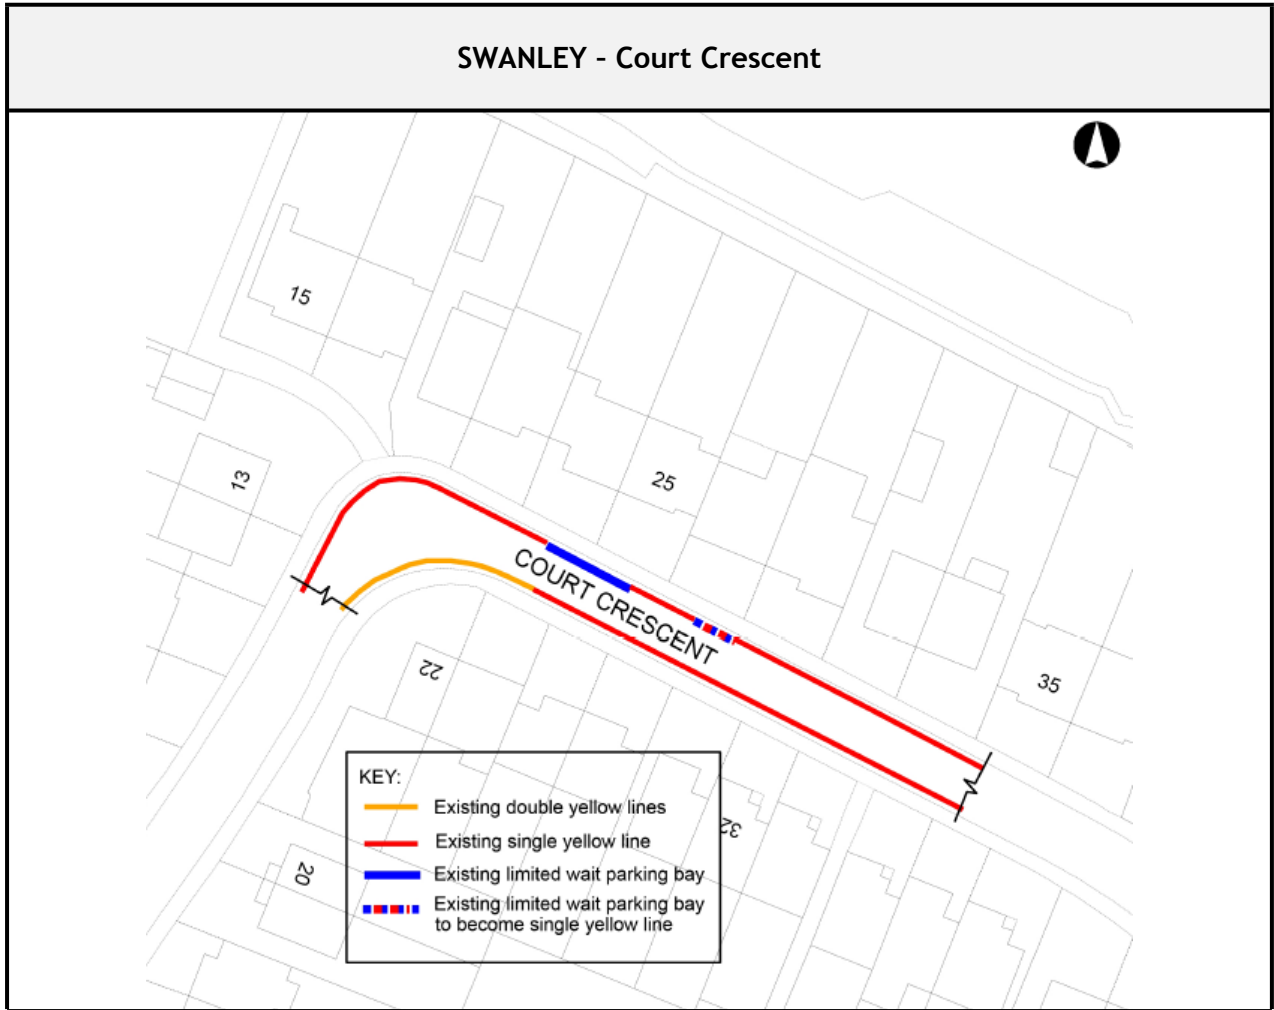 SWANLEY – Court Crescent
15
13
25
COURT CRESCENT
22
35
32
20
KEY:
Existing double yellow lines
Existing single yellow line
Existing limited wait parking bay
Existing limited wait parking bay
to become single yellow line